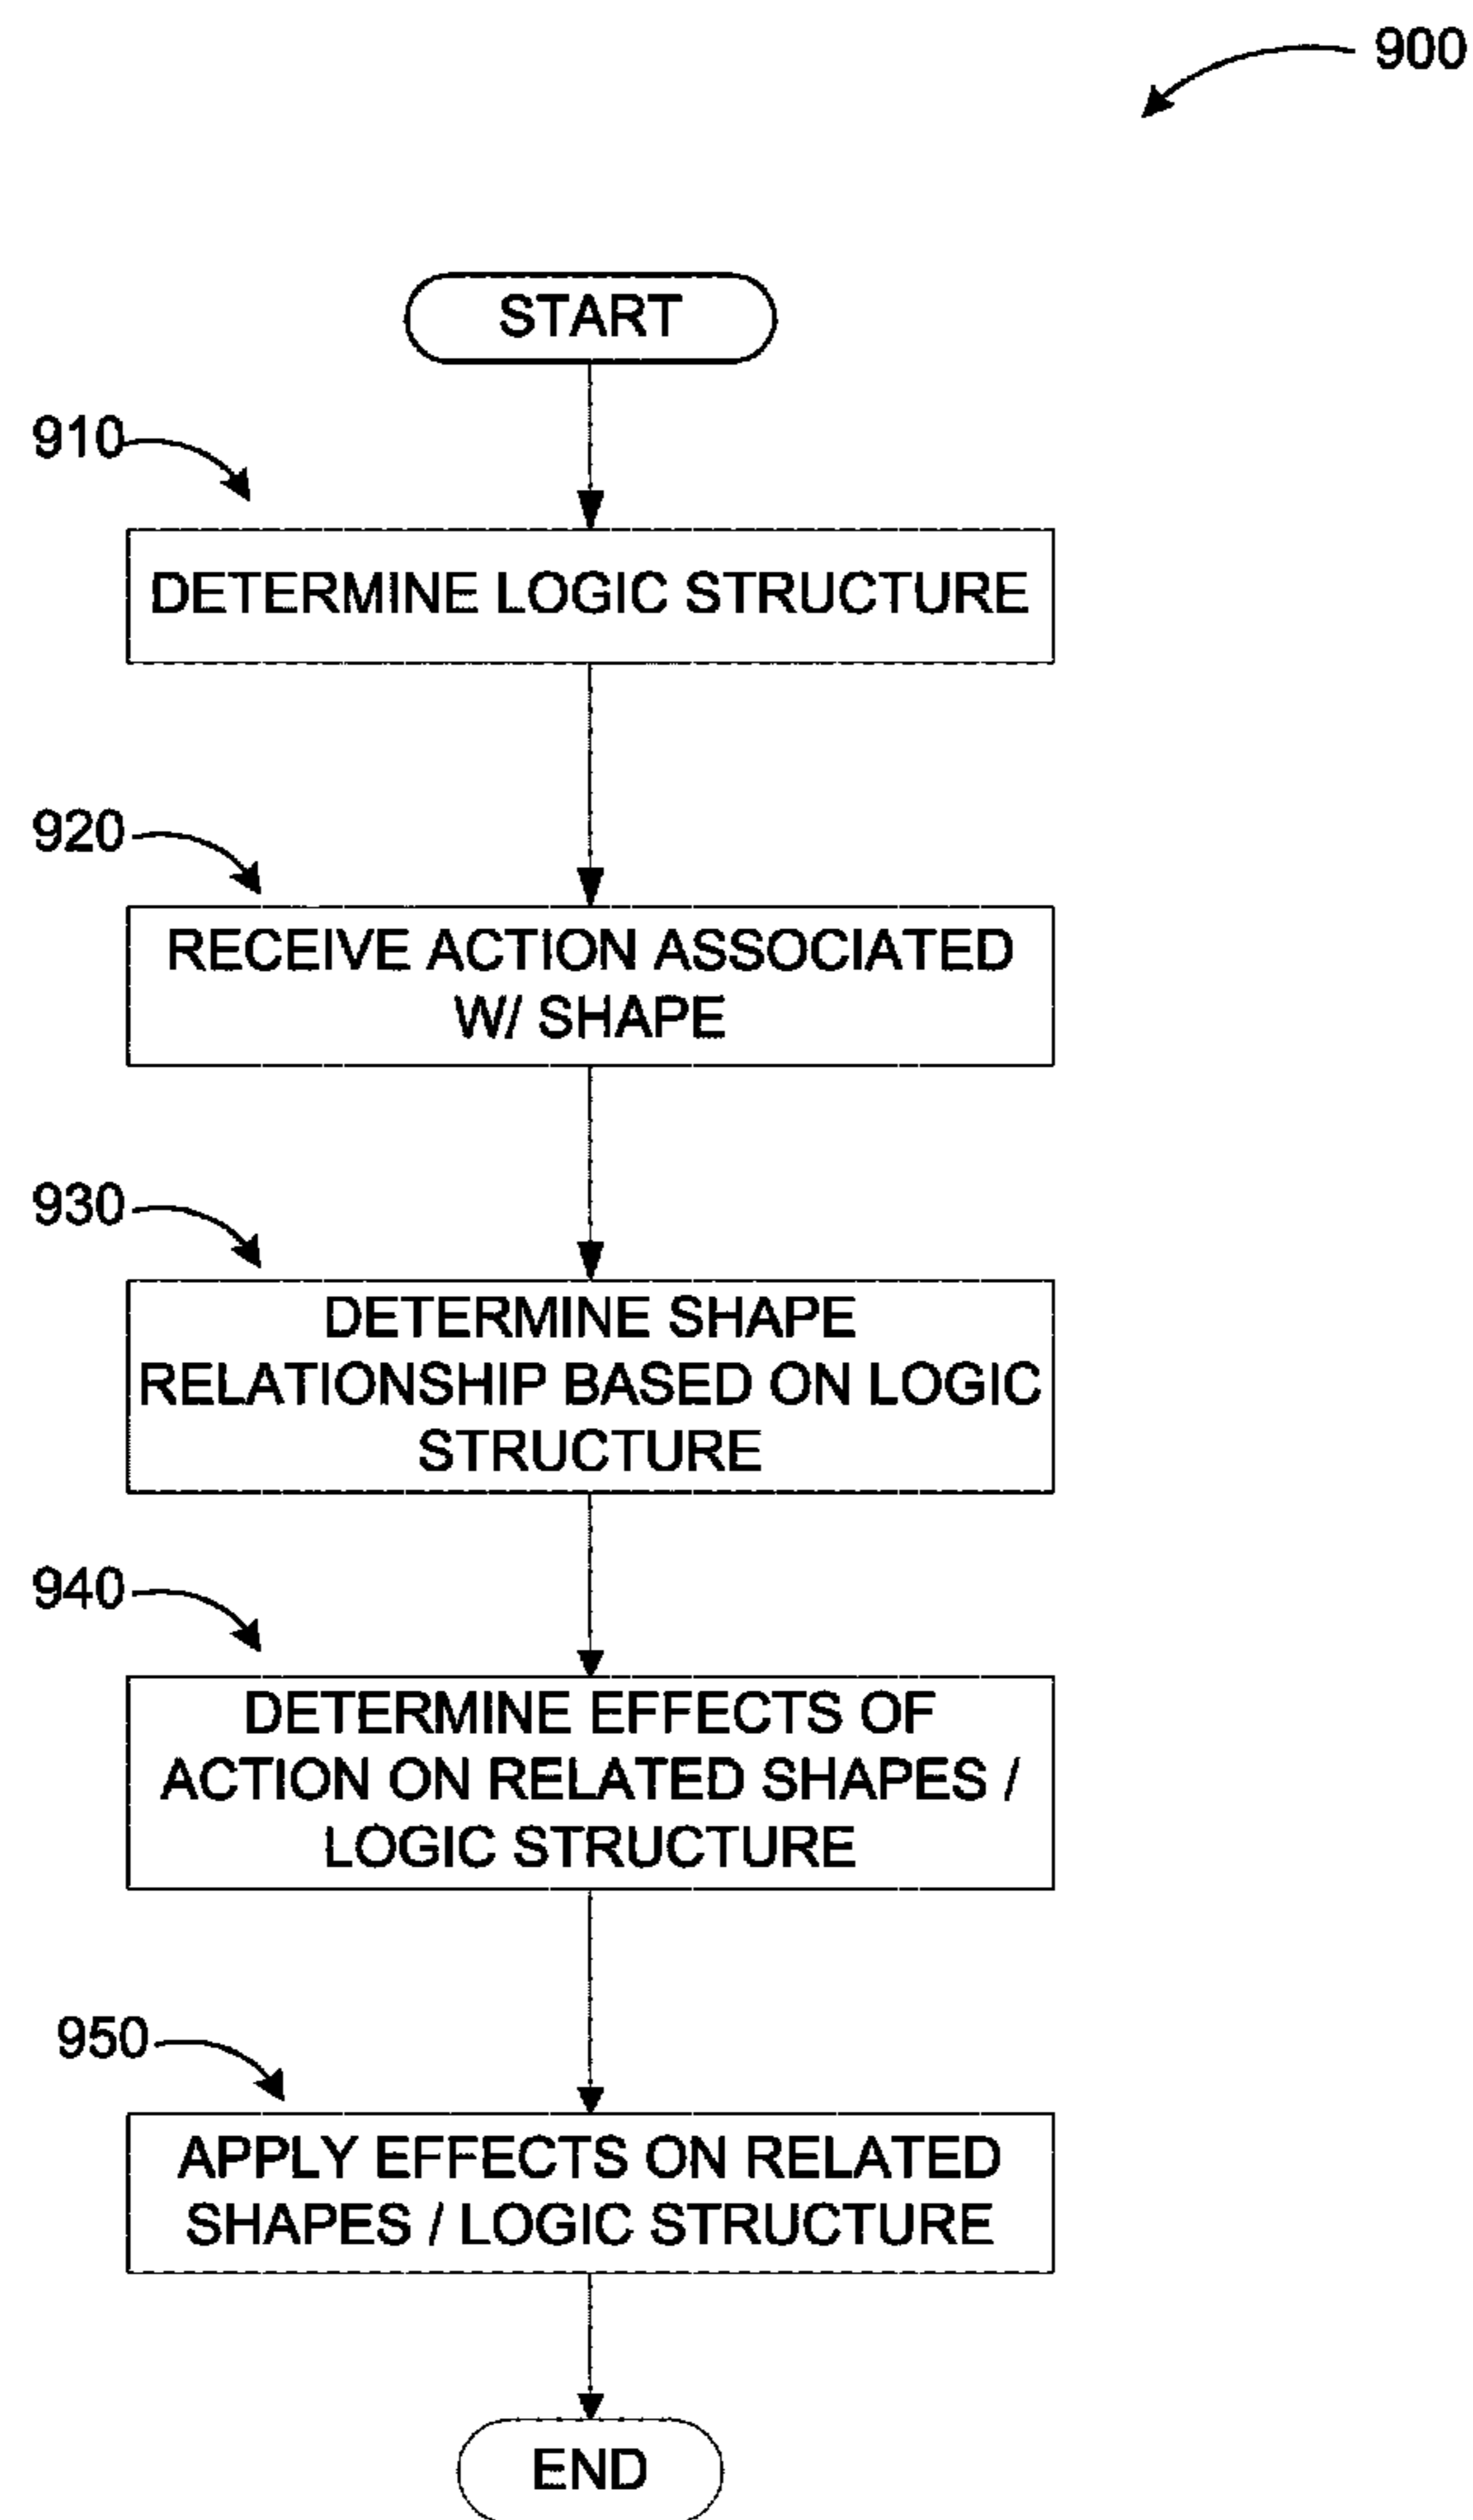 900
START
910
DETERMINE LOGIC STRUCTURE
920
RECEIVE ACTION ASSOCIATED
W/ SHAPE
930
DETERMINE SHAPE
RELATIONSHIP BASED ON LOGIC
STRUCTURE
940
DETERMINE EFFECTS OF
ACTION ON RELATED SHAPES /
LOGIC STRUCTURE
950
APPLY EFFECTS ON RELATED
SHAPES / LOGIC STRUCTURE
END